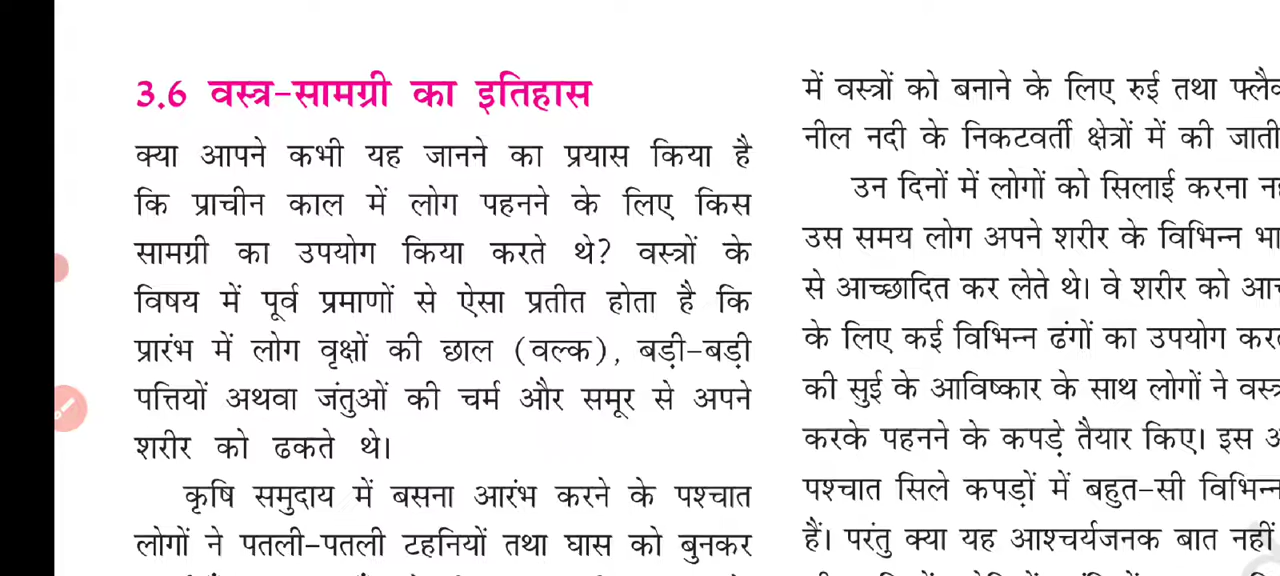 3.6 वस्त्र-सामग्री का इतिहास
क्या आपने कभी यह जानने का प्रयास किया है
कि प्राचीन काल में लोग पहनने के लिए किस
सामग्री का उपयोग किया करते थे? वस्त्रों के
विषय में पूर्व प्रमाणों से ऐसा प्रतीत होता है कि
प्रारंभ में लोग वृक्षों की छाल (वल्क), बड़ी-बड़ी
पत्तियों अथवा जंतुओं की चर्म और समूर से अपने
शरीर को ढकते थे।
कृषि समुदाय में बसना आरंभ करने के पश्चात
लोगों ने पतली-पतली टहनियों तथा घास को बुनकर
में वस्त्रों को बनाने के लिए रुई तथा
नील नदी के निकटवर्ती क्षेत्रों में की जाती
उन दिनों में लोगों को सिलाई करना
उस समय लोग अपने शरीर के विभिन्न
से आच्छादित कर लेते थे। वे शरीर को
के लिए कई विभिन्न ढंगों का उपयोग
की सुई के आविष्कार के साथ लोगों ने
करके पहनने के कपड़े तैयार किए। इस
पश्चात सिले कपड़ों में बहुत-सी
हैं। परंतु क्या यह आश्चर्यजनक बात नहीं